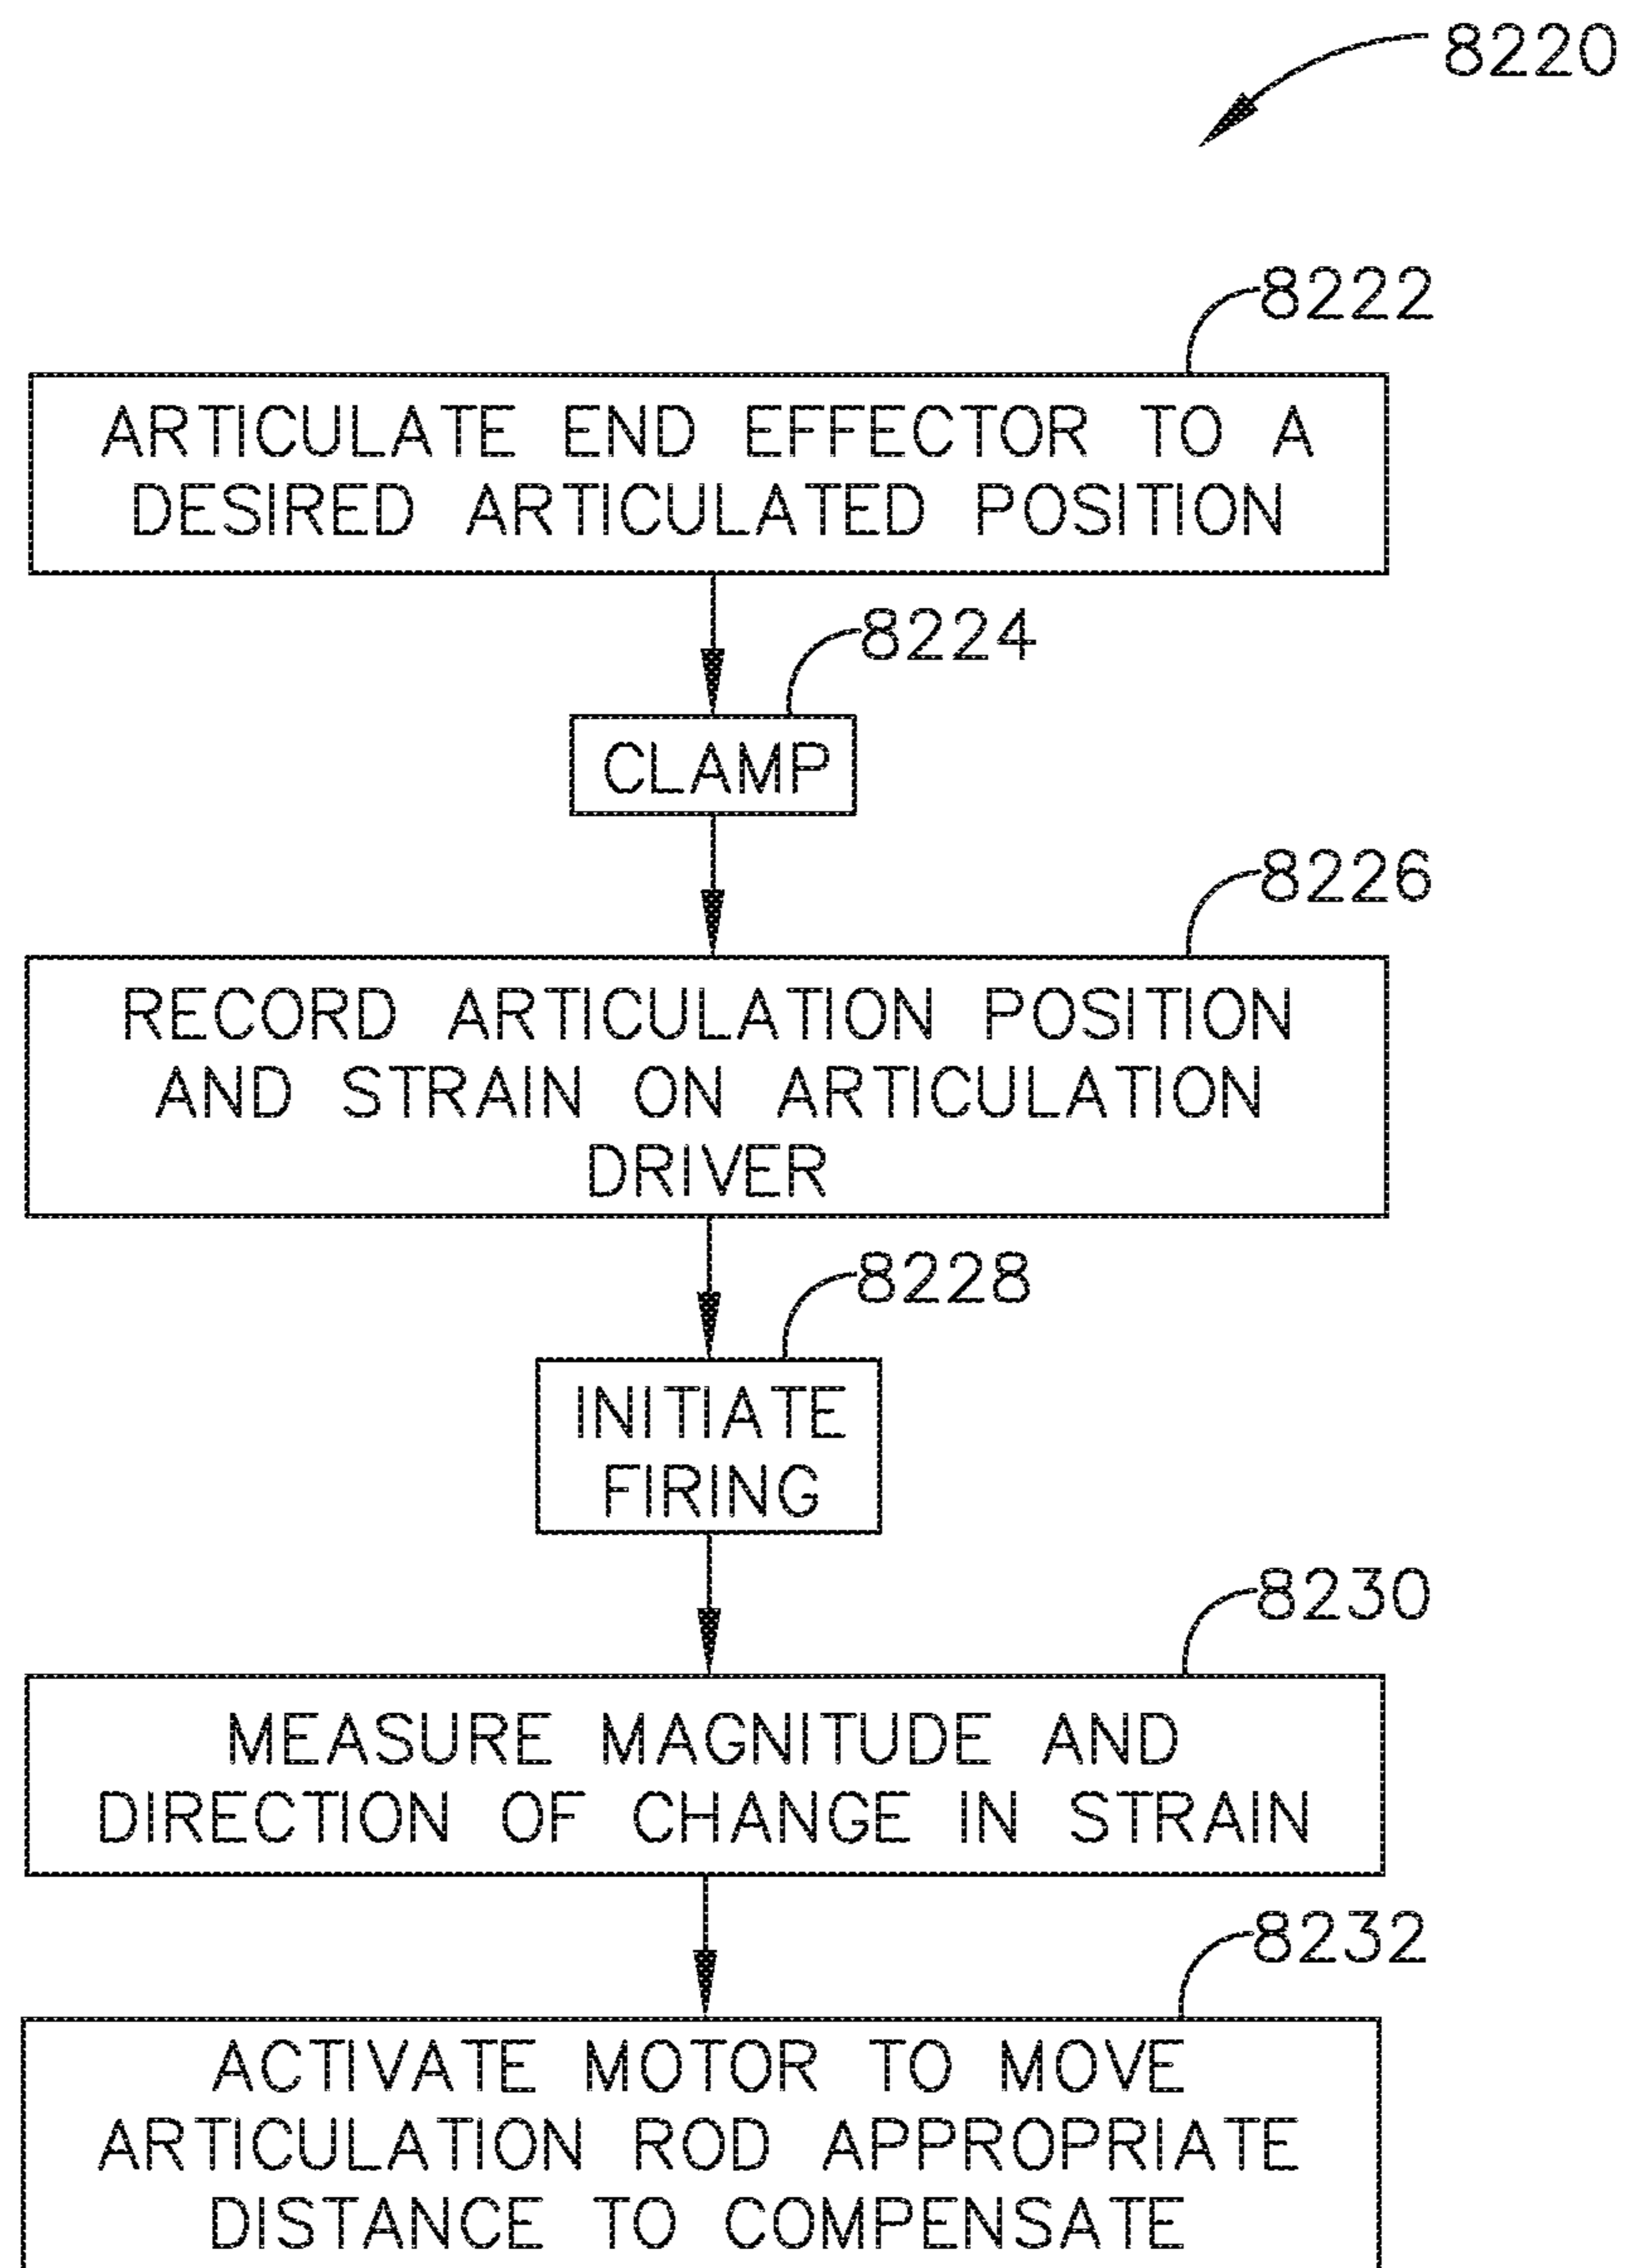 8220
8222
ARTICULATE END EFFECTOR TO A
DESIRED ARTICULATED POSITION
8224
CLAMP
8226
RECORD ARTICULATION POSITION
AND STRAIN ON ARTICULATION
DRIVER
8228
INITIATE
FIRING
8230
MEASURE MAGNITUDE AND
DIRECTION OF CHANGE IN STRAIN
8232
ACTIVATE MOTOR TO MOVE
ARTICULATION ROD APPROPRIATE
DISTANCE TO COMPENSATE